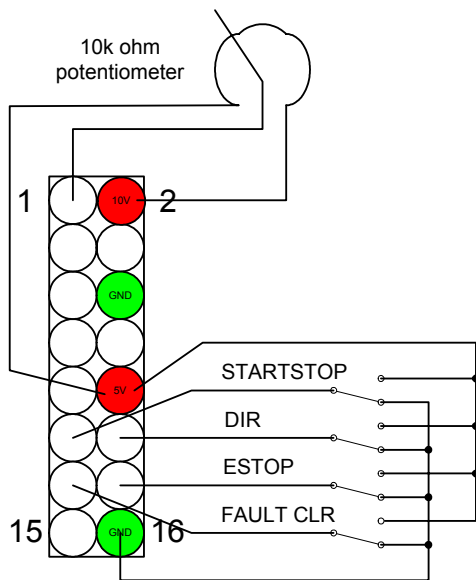 10k ohm
potentiometer
1
10V
2
GND
5V
STARTSTOP
DIR
ESTOP
FAULT CLR
15
GND
16